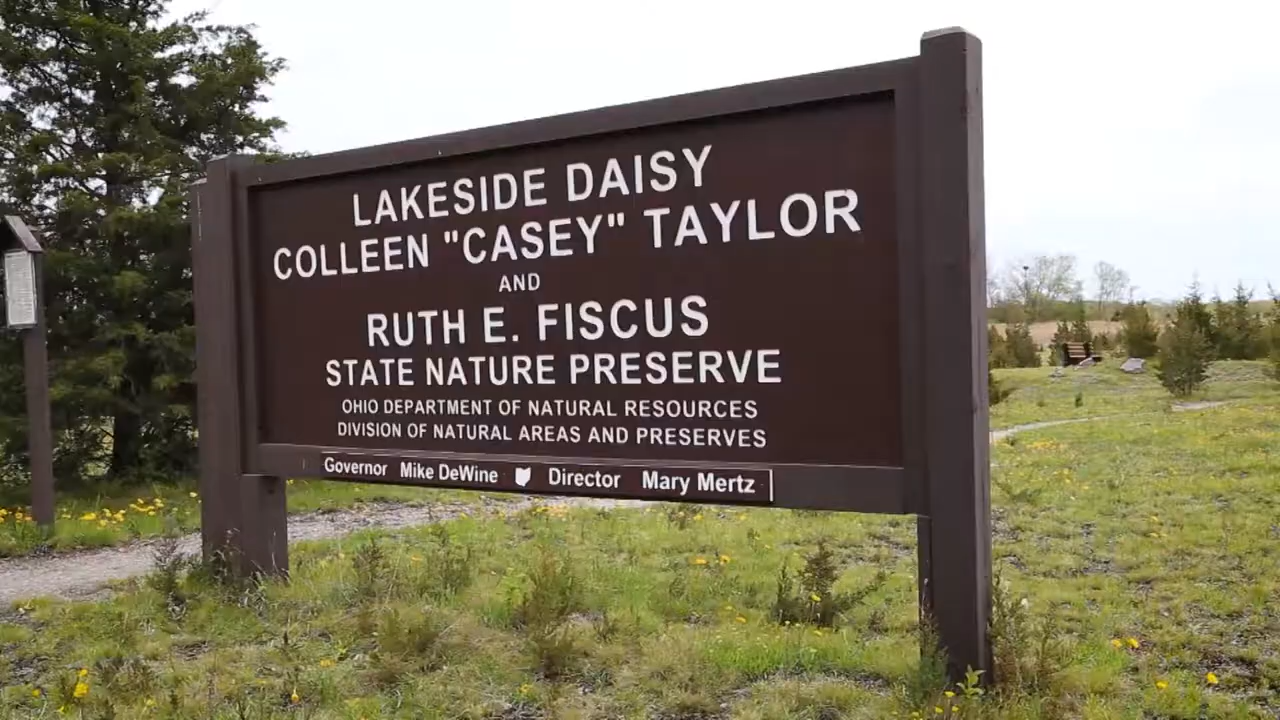 LAKESIDE DAISY
COLLEEN "CASEY" TAYLOR
AND
RUTH E. FISCUS
STATE NATURE PRESERVE
OHIO DEPARTMENT OF NATURAL RESOURCES
DIVISION OF NATURAL AREAS AND PRESERVES
Governor Mike DeWine Director Mary Mertz